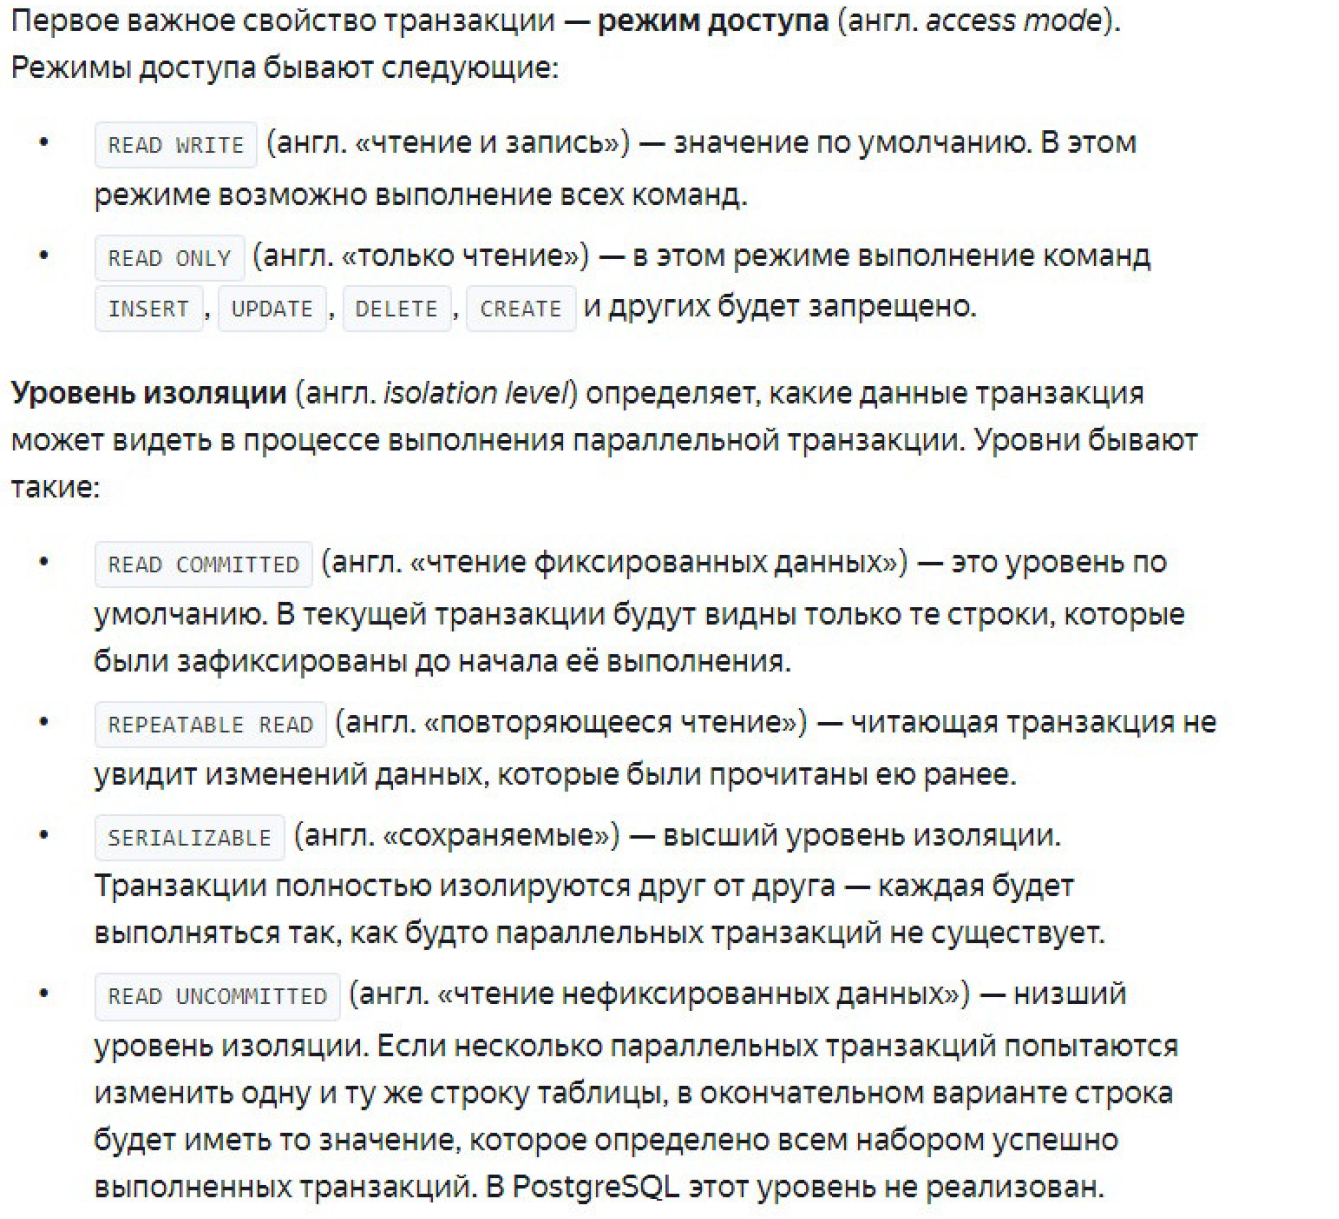 Первое важное свойство транзакции — режим доступа (англ. access mode).
Режимы доступа бывают следующие:
• READ WRITE (англ. «чтение и запись») — значение по умолчанию. В этом
режиме возможно выполнение всех команд.
• READ ONLY (англ. «только чтение») — в этом режиме выполнение команд
INSERT, UPDATE, DELETE, CREATE и других будет запрещено.
Уровень изоляции (англ. isolation level) определяет, какие данные транзакция
может видеть в процессе выполнения параллельной транзакции. Уровни бывают
такие:
• READ COMMITTED (англ. «чтение фиксированных данных») — это уровень по
умолчанию. В текущей транзакции будут видны только те строки, которые
были зафиксированы до начала её выполнения.
• REPEATABLE READ (англ. «повторяющееся чтение») — читающая транзакция не
увидит изменений данных, которые были прочитаны ею ранее.
• SERIALIZABLE (англ. «сохраняемые») — высший уровень изоляции.
Транзакции полностью изолируются друг от друга — каждая будет
выполняться так, как будто параллельных транзакций не существует.
• READ UNCOMMITTED (англ. «чтение нефиксированных данных») — низший
уровень изоляции. Если несколько параллельных транзакций попытаются
изменить одну и ту же строку таблицы, в окончательном варианте строка
будет иметь то значение, которое определено всем набором успешно
выполненных транзакций. В PostgreSQL этот уровень не реализован.